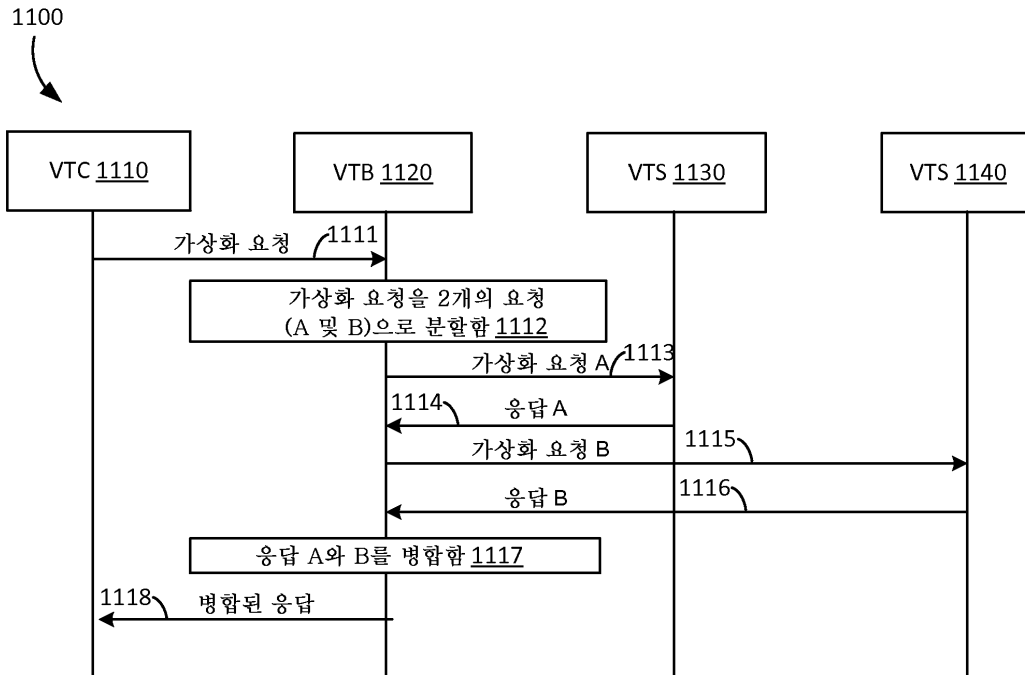 1100
VTC 1110
VTB 1120
VTS 1130
VTS 1140
가상화 요청
1111
가상화 요청을 2개의 요청
(A 및 B)으로 분할함 1112
가상화 요청 A
1113
1114
응답 A
가상화 요청 B
1115
응답 B
1116
응답 A와 B를 병합함 1117
1118
병합된 응답